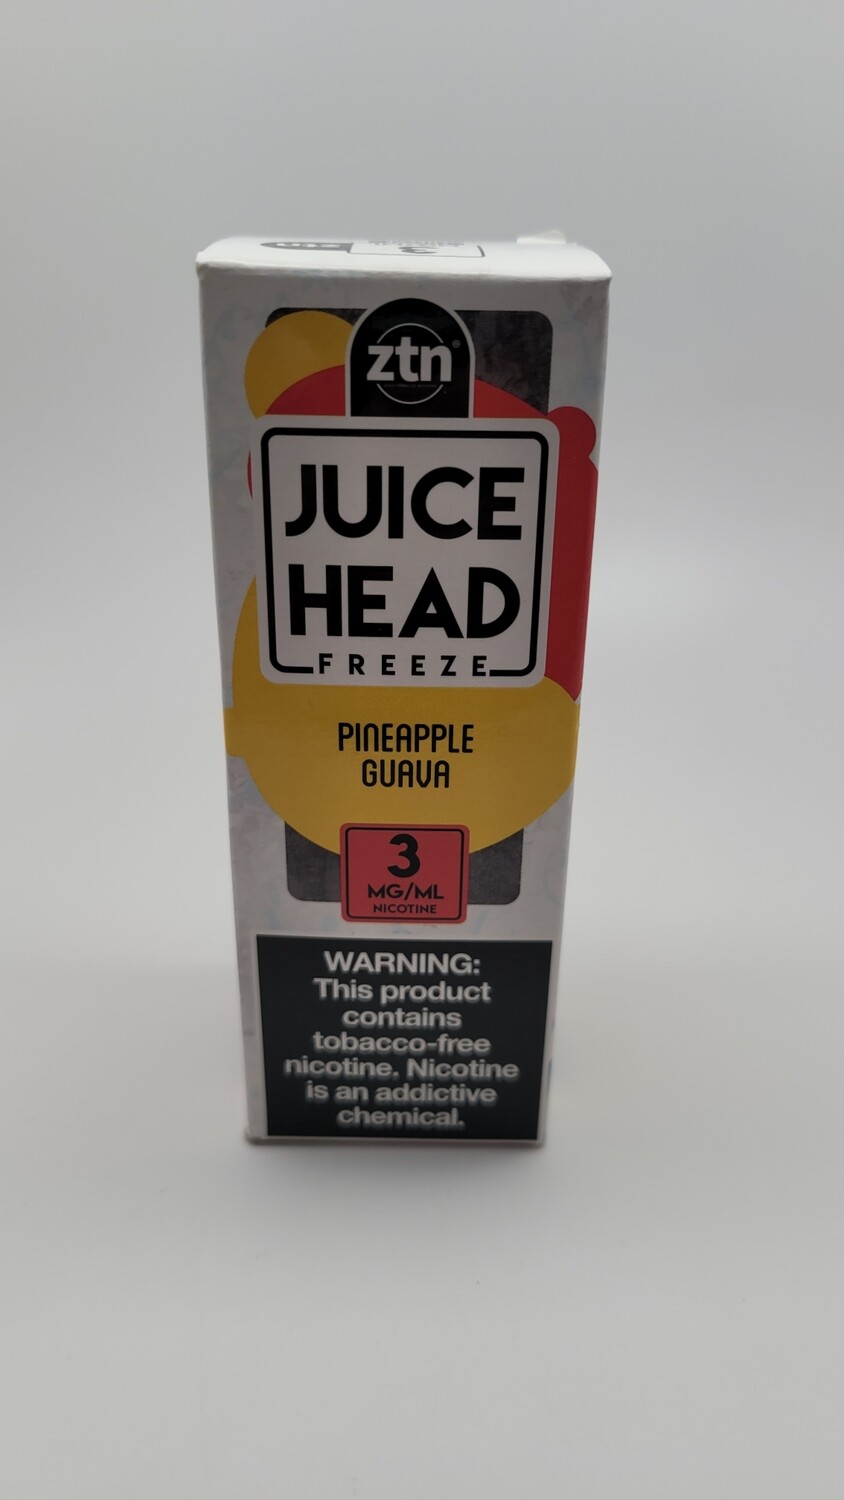 ztn
JUICE
HEAD
FREEZE
PINEAPPLE
GUAVA
3
MG/ML
NICOTINE
WARNING:
This product
contains
tobacco-free
nicotine. Nicotine
is an addictive
chemical.